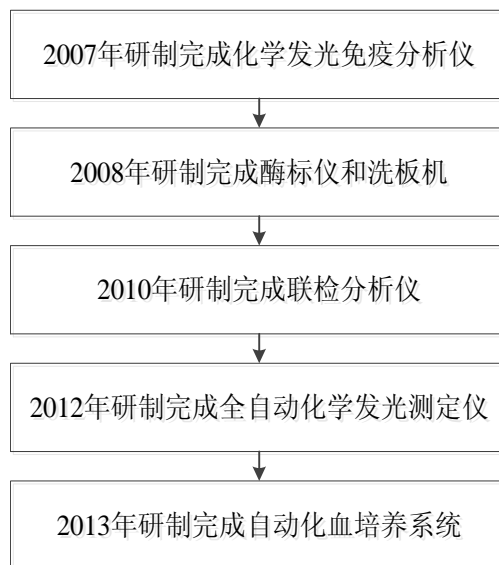 2007年研制完成化学发光免疫分析仪
2008年研制完成酶标仪和洗板机
2010年研制完成联检分析仪
2012年研制完成全自动化学发光测定仪
2013年研制完成自动化血培养系统